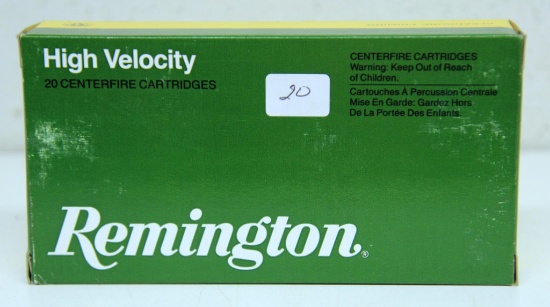 High Velocity
20 CENTERFIRE CARTRIDGES
20
CENTERFIRE CARTRIDGES
Warning: Keep Out of Reach
of Children.
Cartouches À Percussion Centrale
Mise En Garde: Gardez Hors
De La Portée Des Enfants.
Remington®